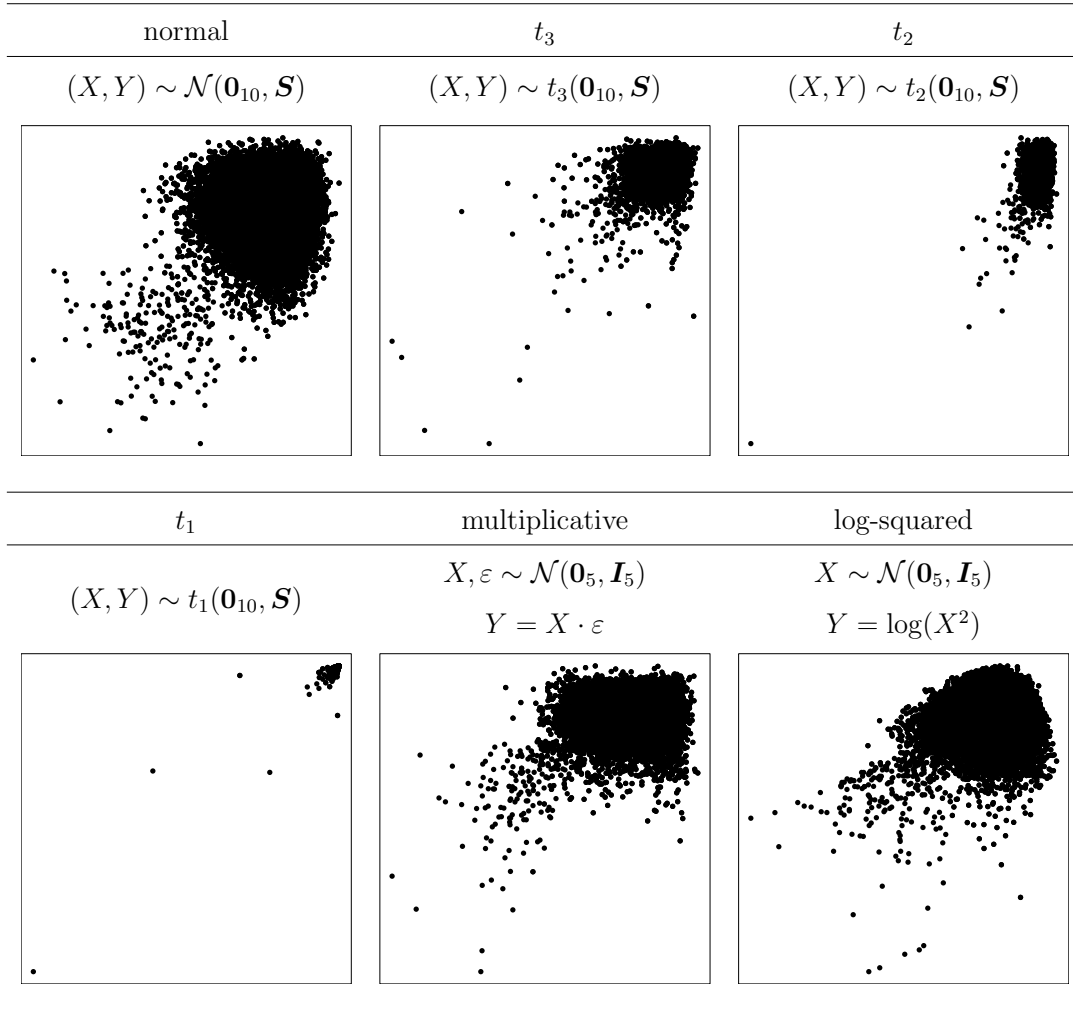 normal t₃ t₂
(X, Y) ∼ 𝒩(𝟎₁₀, 𝑺) (X, Y) ∼ t₃(𝟎₁₀, 𝑺) (X, Y) ∼ t₂(𝟎₁₀, 𝑺)
t₁ multiplicative log-squared
(X, Y) ∼ t₁(𝟎₁₀, 𝑺) X, ε ∼ 𝒩(𝟎₅, 𝑰₅) X ∼ 𝒩(𝟎₅, 𝑰₅)
Y = X · ε Y = log(X²)